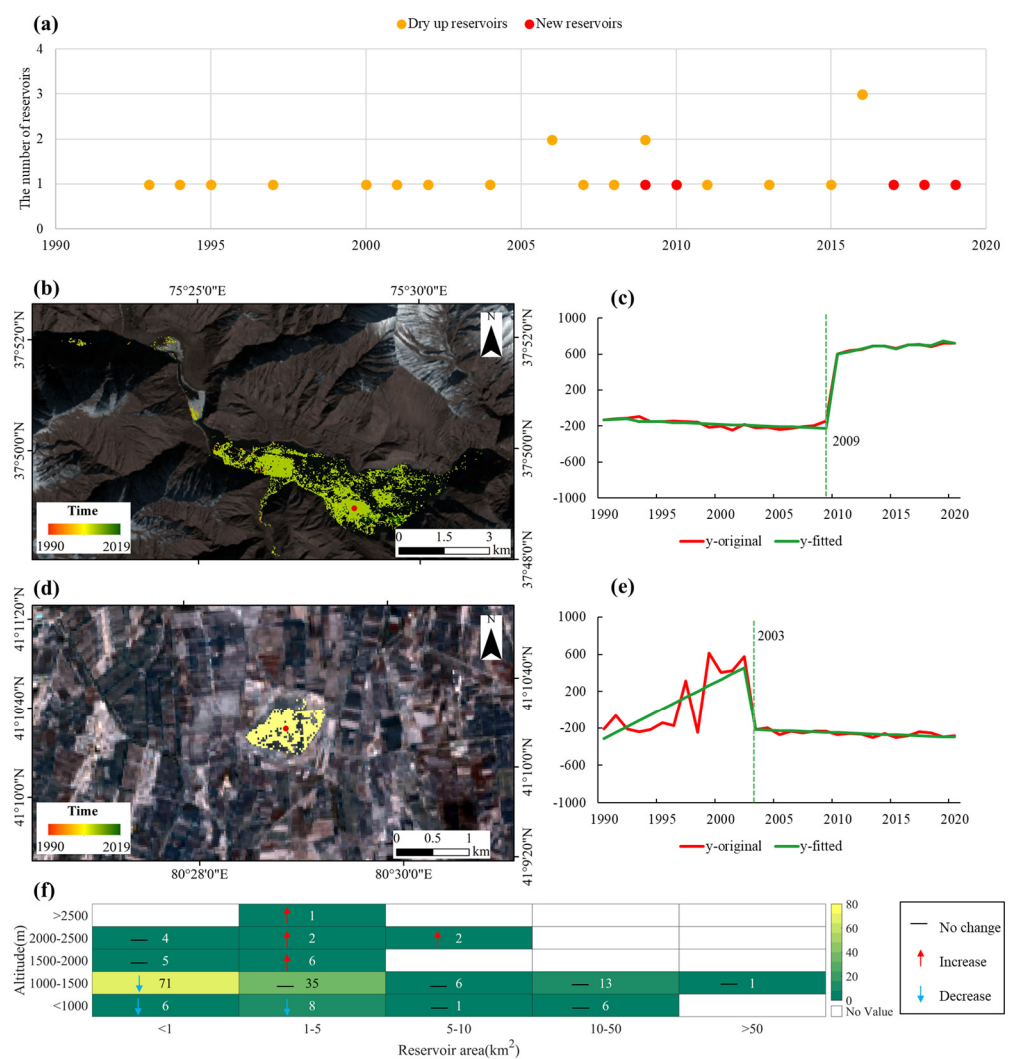 (a)
Dry up reservoirs
New reservoirs
The number of reservoirs
4
3
2
1
0
1990 1995 2000 2005 2010 2015 2020
(b)
75°25'0"E 75°30'0"E
37°52'0"N
37°50'0"N
37°52'0"N
37°50'0"N
37°48'0"N
N
Time
1990 2019
0 1.5 3
km
(c)
1000
600
200
-200
-600
-1000
2009
1990 1995 2000 2005 2010 2015 2020
y-original y-fitted
(d)
41°11'20"N
41°10'40"N
41°10'0"N
41°10'40"N
41°10'0"N
41°9'20"N
N
Time
1990 2019
0 0.5 1
km
80°28'0"E 80°30'0"E
(e)
1000
600
200
-200
-600
-1000
2003
1990 1995 2000 2005 2010 2015 2020
y-original y-fitted
(f)
Altitude(m)
>2500 1
2000-2500 4 2 2
1500-2000 5 6
1000-1500 71 35 6 13 1
<1000 6 8 1 6
<1 1-5 5-10 10-50 >50
Reservoir area(km²)
80
60
40
20
0
No Value
No change
Increase
Decrease